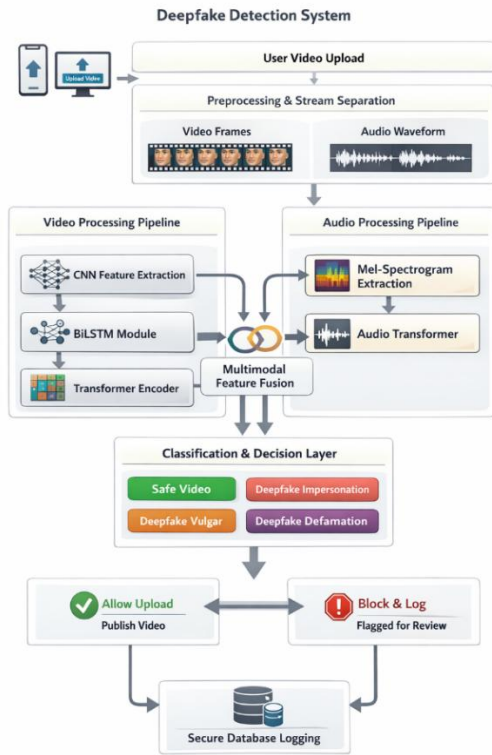 Deepfake Detection System
Upload Video
User Video Upload
Preprocessing & Stream Separation
Video Frames
Audio Waveform
Video Processing Pipeline
Audio Processing Pipeline
CNN Feature Extraction
BiLSTM Module
Transformer Encoder
Mel-Spectrogram
Extraction
Audio Transformer
Multimodal
Feature Fusion
Classification & Decision Layer
Safe Video
Deepfake Impersonation
Deepfake Vulgar
Deepfake Defamation
Allow Upload
Publish Video
Block & Log
Flagged for Review
Secure Database Logging